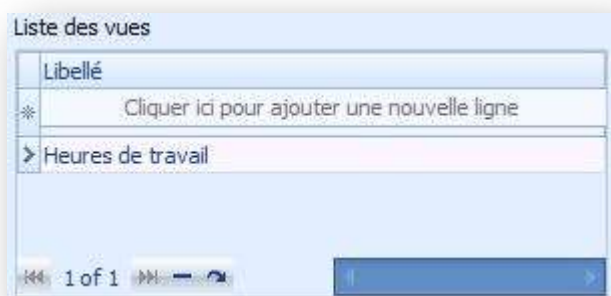 Liste des vues
Libellé
Cliquer ici pour ajouter une nouvelle ligne
Heures de travail
1 of 1